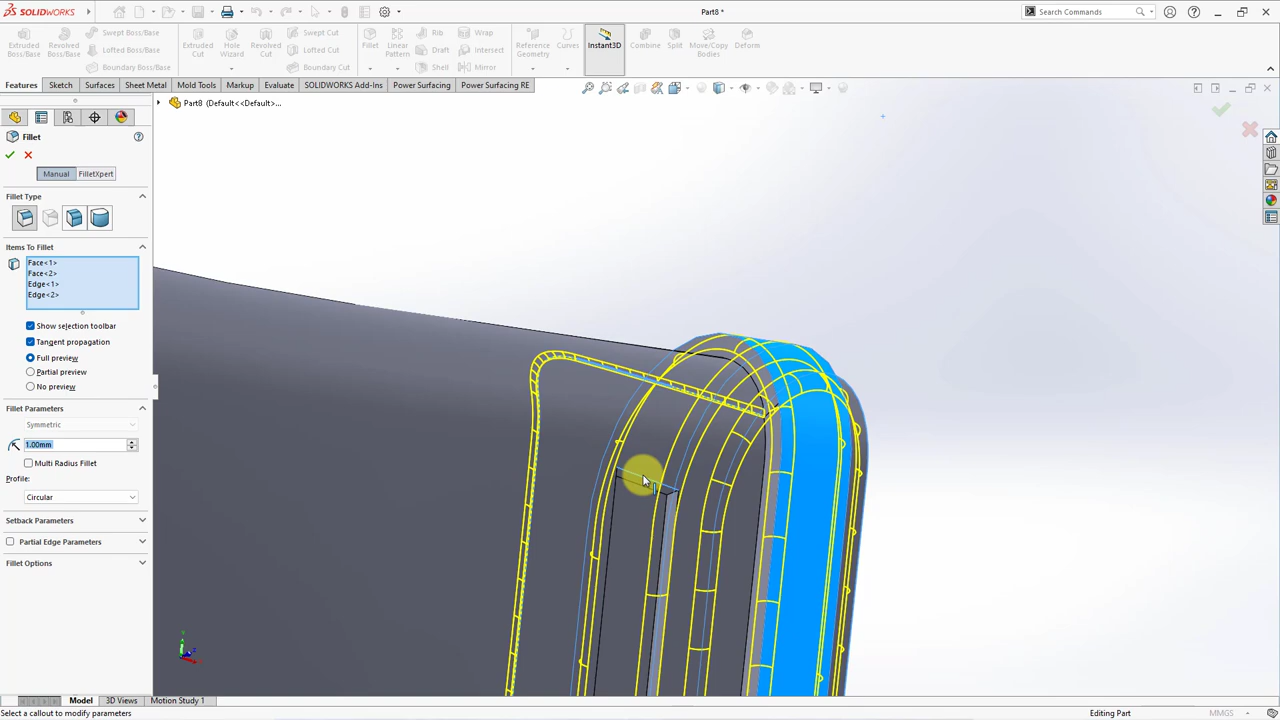 SOLIDWORKS
Part8 *
Search Commands
Extruded Boss/Base
Revolved Boss/Base
Swept Boss/Base
Lofted Boss/Base
Boundary Boss/Base
Extruded Cut
Hole Wizard
Revolved Cut
Swept Cut
Lofted Cut
Boundary Cut
Fillet
Linear Pattern
Rib
Draft
Shell
Wrap
Intersect
Mirror
Reference Geometry
Curves
Instant3D
Combine
Split
Move/Copy Bodies
Deform
Features
Sketch
Surfaces
Sheet Metal
Mold Tools
Markup
Evaluate
SOLIDWORKS Add-Ins
Power Surfacing
Power Surfacing RE
Part8 (Default<<Default>...
Fillet
Manual
FilletXpert
Fillet Type
Items To Fillet
Face<1>
Face<2>
Edge<1>
Edge<2>
Show selection toolbar
Tangent propagation
Full preview
Partial preview
No preview
Fillet Parameters
Symmetric
1.00mm
Multi Radius Fillet
Profile:
Circular
Setback Parameters
Partial Edge Parameters
Fillet Options
Model
3D Views
Motion Study 1
Select a callout to modify parameters
Editing Part
MMGS